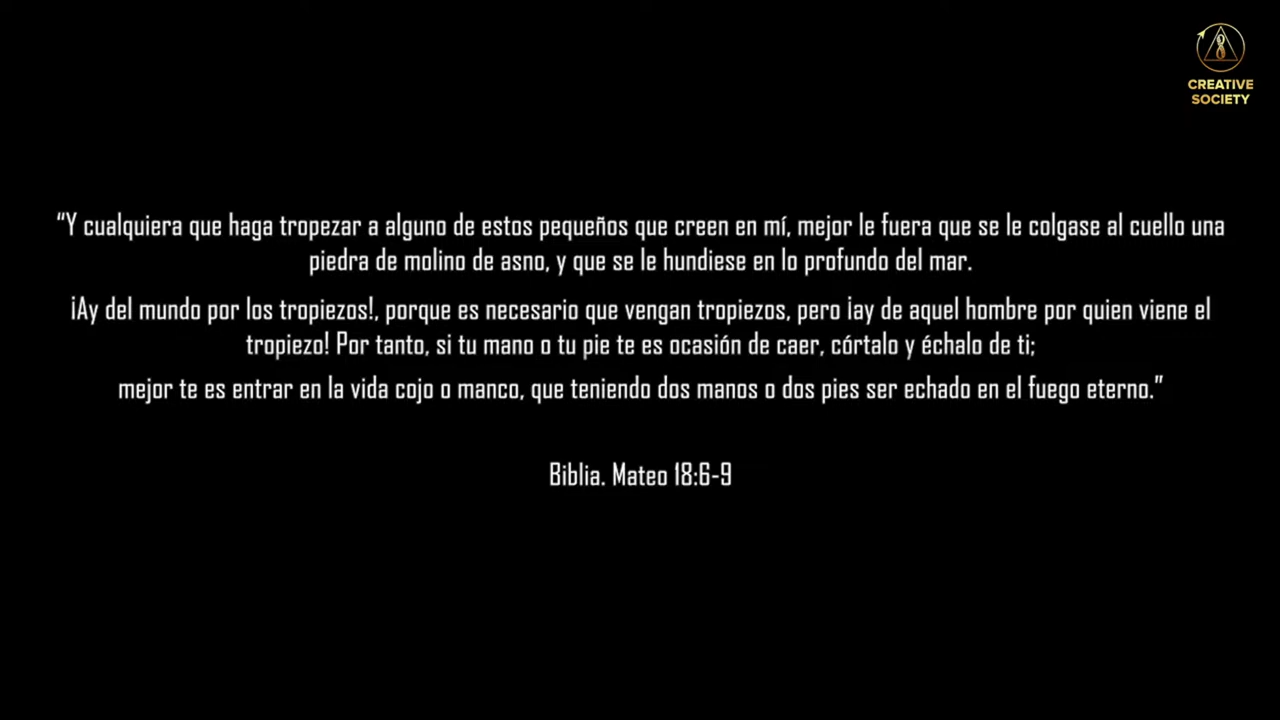 CREATIVE
SOCIETY
“Y cualquiera que haga tropezar a alguno de estos pequeños que creen en mí, mejor le fuera que se le colgase al cuello una
piedra de molino de asno, y que se le hundiese en lo profundo del mar.
¡Ay del mundo por los tropiezos!, porque es necesario que vengan tropiezos, pero ¡ay de aquel hombre por quien viene el
tropiezo! Por tanto, si tu mano o tu pie te es ocasión de caer, córtalo y échalo de ti;
mejor te es entrar en la vida cojo o manco, que teniendo dos manos o dos pies ser echado en el fuego eterno.”
Biblia. Mateo 18:6-9